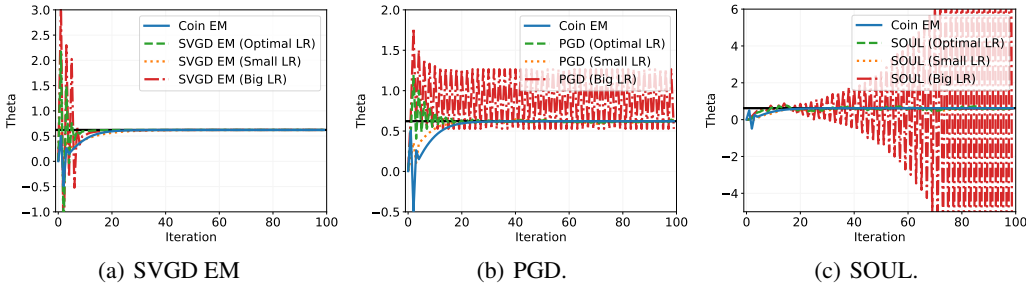 3.0
2.5
2.0
1.5
1.0
0.5
0.0
−0.5
−1.0
Theta
Coin EM
SVGD EM (Optimal LR)
SVGD EM (Small LR)
SVGD EM (Big LR)
0 20 40 60 80 100
Iteration
(a) SVGD EM
2.0
1.5
1.0
0.5
0.0
−0.5
Theta
Coin EM
PGD (Optimal LR)
PGD (Small LR)
PGD (Big LR)
0 20 40 60 80 100
Iteration
(b) PGD.
6
4
2
0
−2
−4
Theta
Coin EM
SOUL (Optimal LR)
SOUL (Small LR)
SOUL (Big LR)
0 20 40 60 80 100
Iteration
(c) SOUL.